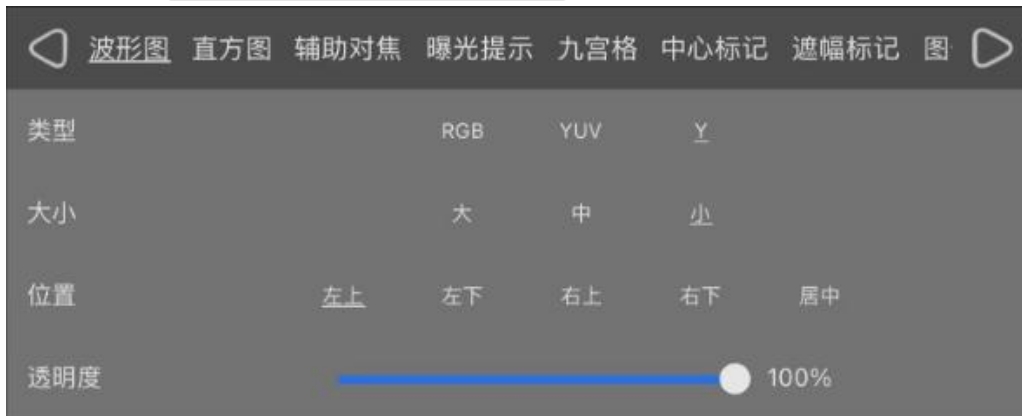 波形图 直方图 辅助对焦 曝光提示 九宫格 中心标记 遮幅标记 图
类型 RGB YUV Y
大小 大 中 小
位置 左上 左下 右上 右下 居中
透明度 100%